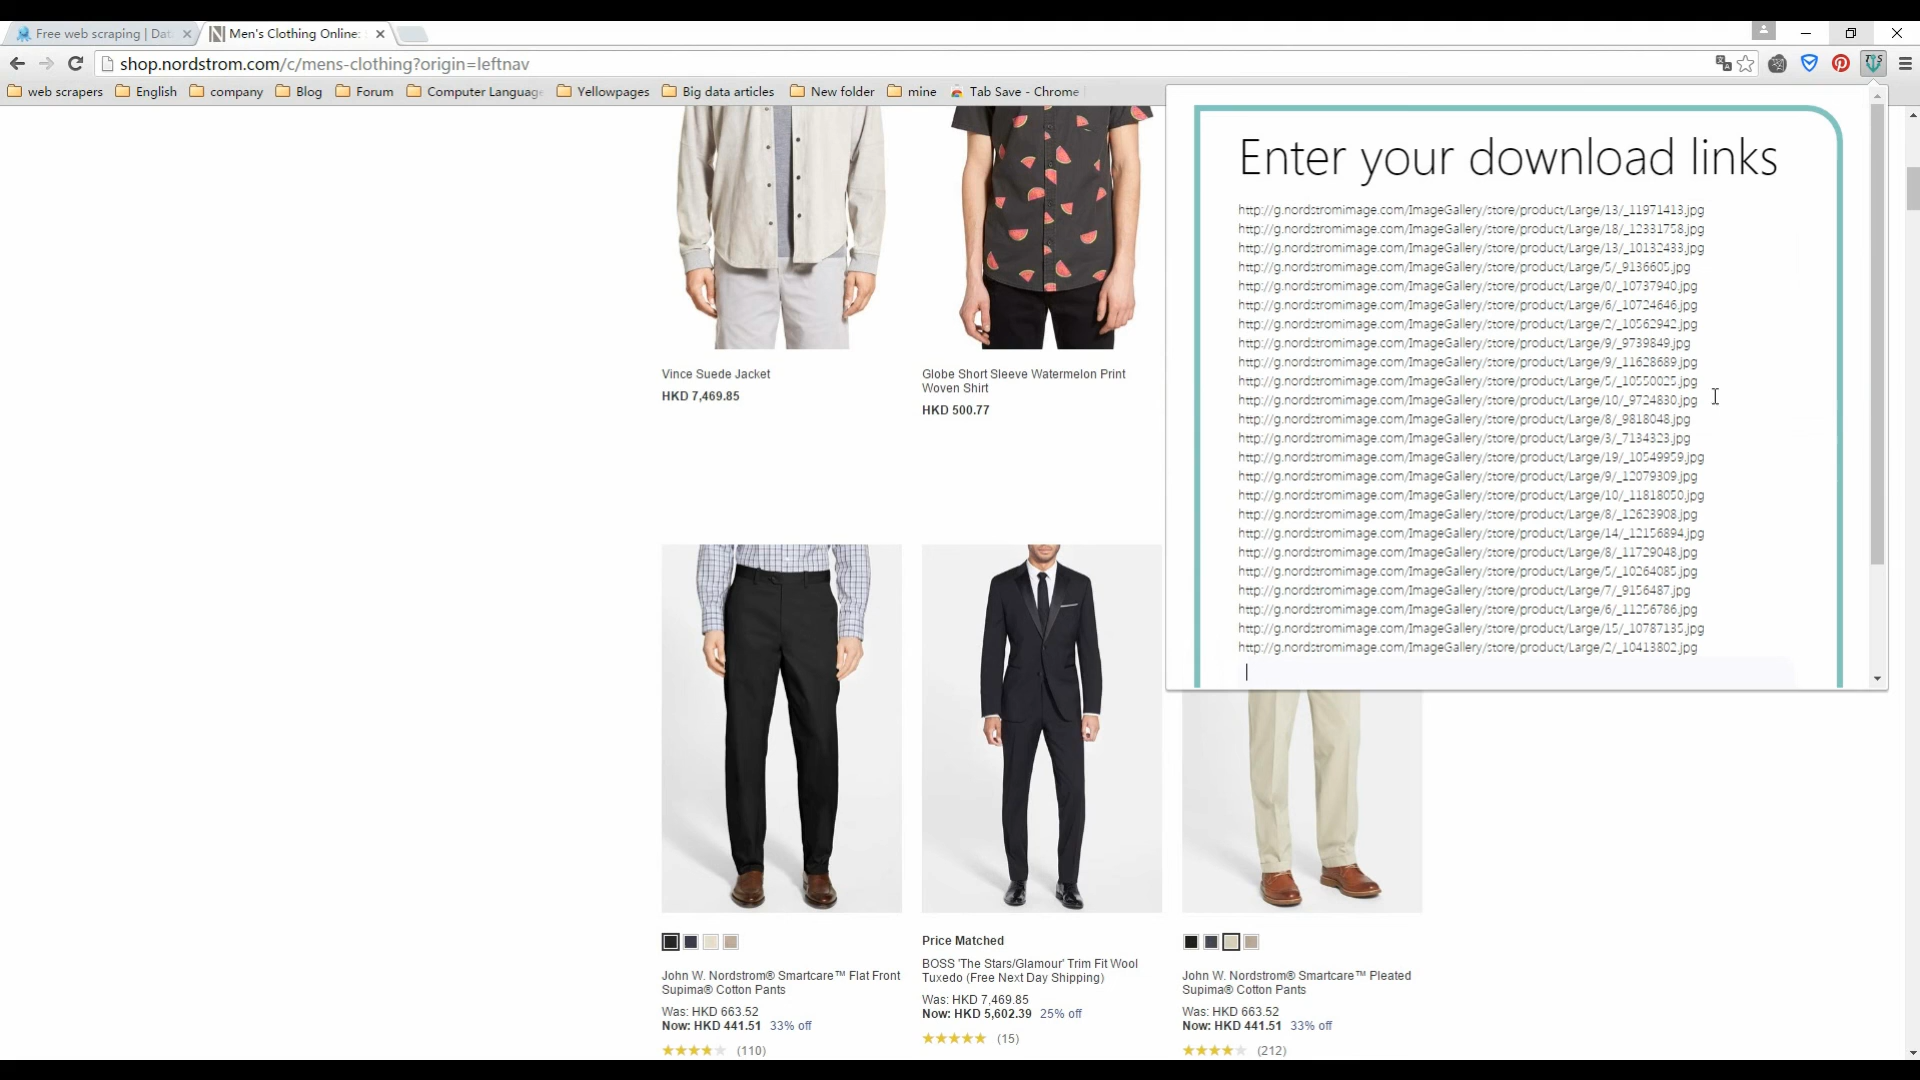 Free web scraping | Dat
Men's Clothing Online:
shop.nordstrom.com/c/mens-clothing?origin=leftnav
web scrapers
English
company
Blog
Forum
Computer Language
Yellowpages
Big data articles
New folder
mine
Tab Save - Chrome
Enter your download links
http://g.nordstromimage.com/ImageGallery/store/product/Large/13/_11971413.jpg
http://g.nordstromimage.com/ImageGallery/store/product/Large/18/_12331758.jpg
http://g.nordstromimage.com/ImageGallery/store/product/Large/13/_10132433.jpg
http://g.nordstromimage.com/ImageGallery/store/product/Large/5/_9136605.jpg
http://g.nordstromimage.com/ImageGallery/store/product/Large/0/_10737940.jpg
http://g.nordstromimage.com/ImageGallery/store/product/Large/6/_10724646.jpg
http://g.nordstromimage.com/ImageGallery/store/product/Large/2/_10562942.jpg
http://g.nordstromimage.com/ImageGallery/store/product/Large/9/_9739849.jpg
http://g.nordstromimage.com/ImageGallery/store/product/Large/9/_11628689.jpg
http://g.nordstromimage.com/ImageGallery/store/product/Large/5/_10550025.jpg
http://g.nordstromimage.com/ImageGallery/store/product/Large/10/_9724830.jpg
http://g.nordstromimage.com/ImageGallery/store/product/Large/8/_9818048.jpg
http://g.nordstromimage.com/ImageGallery/store/product/Large/3/_7134323.jpg
http://g.nordstromimage.com/ImageGallery/store/product/Large/19/_10549959.jpg
http://g.nordstromimage.com/ImageGallery/store/product/Large/9/_12079309.jpg
http://g.nordstromimage.com/ImageGallery/store/product/Large/10/_11818050.jpg
http://g.nordstromimage.com/ImageGallery/store/product/Large/8/_12623908.jpg
http://g.nordstromimage.com/ImageGallery/store/product/Large/14/_12156894.jpg
http://g.nordstromimage.com/ImageGallery/store/product/Large/8/_11729048.jpg
http://g.nordstromimage.com/ImageGallery/store/product/Large/5/_10264085.jpg
http://g.nordstromimage.com/ImageGallery/store/product/Large/7/_9156487.jpg
http://g.nordstromimage.com/ImageGallery/store/product/Large/6/_11256786.jpg
http://g.nordstromimage.com/ImageGallery/store/product/Large/15/_10787135.jpg
http://g.nordstromimage.com/ImageGallery/store/product/Large/2/_10413802.jpg
Vince Suede Jacket
HKD 7,469.85
Globe Short Sleeve Watermelon Print
Woven Shirt
HKD 500.77
John W. Nordstrom® Smartcare™ Flat Front
Supima® Cotton Pants
Was: HKD 663.52
Now: HKD 441.51 33% off
(110)
Price Matched
BOSS 'The Stars/Glamour' Trim Fit Wool
Tuxedo (Free Next Day Shipping)
Was: HKD 7,469.85
Now: HKD 5,602.39 25% off
(15)
John W. Nordstrom® Smartcare™ Pleated
Supima® Cotton Pants
Was: HKD 663.52
Now: HKD 441.51 33% off
(212)